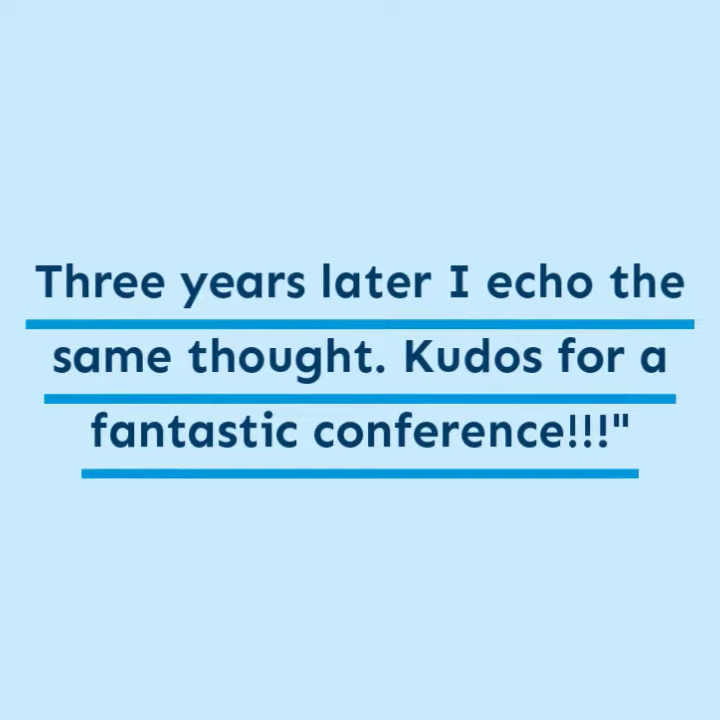 Three years later I echo the
same thought. Kudos for a
fantastic conference!!!"